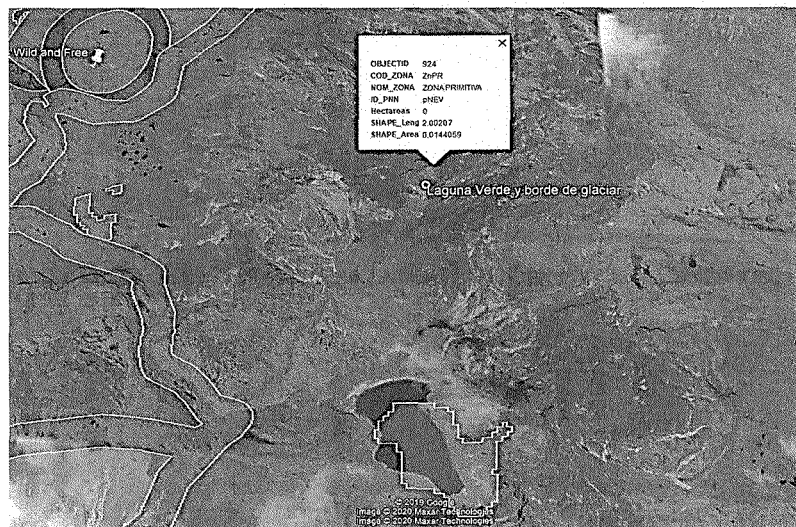 Wild and Free
OBJECTID 924
COD_ZONA ZnPR
NOM_ZONA ZONA PRIMITIVA
ID_PNN pNEV
Hectareas 0
SHAPE_Leng 2.00207
SHAPE_Area 0.0144059
Laguna Verde y borde de glaciar
© 2019 Google
Image © 2020 Maxar Technologies
Image © 2020 Maxar Technologies